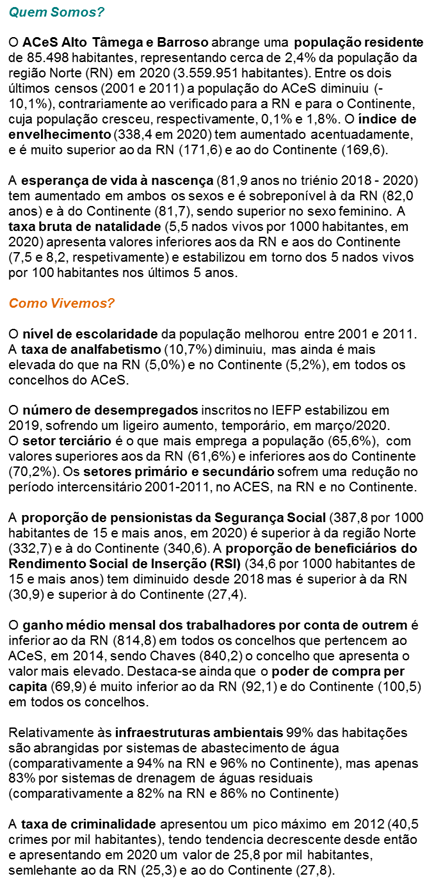 Quem Somos?
O ACeS Alto Tâmega e Barroso abrange uma população residente
de 85.498 habitantes, representando cerca de 2,4% da população da
região Norte (RN) em 2020 (3.559.951 habitantes). Entre os dois
últimos censos (2001 e 2011) a população do ACeS diminuiu (-
10,1%), contrariamente ao verificado para a RN e para o Continente,
cuja população cresceu, respectivamente, 0,1% e 1,8%. O índice de
envelhecimento (338,4 em 2020) tem aumentado acentuadamente,
e é muito superior ao da RN (171,6) e ao do Continente (169,6).
A esperança de vida à nascença (81,9 anos no triénio 2018 - 2020)
tem aumentado em ambos os sexos e é sobreponível à da RN (82,0
anos) e à do Continente (81,7), sendo superior no sexo feminino. A
taxa bruta de natalidade (5,5 nados vivos por 1000 habitantes, em
2020) apresenta valores inferiores aos da RN e aos do Continente
(7,5 e 8,2, respetivamente) e estabilizou em torno dos 5 nados vivos
por 100 habitantes nos últimos 5 anos.
Como Vivemos?
O nível de escolaridade da população melhorou entre 2001 e 2011.
A taxa de analfabetismo (10,7%) diminuiu, mas ainda é mais
elevada do que na RN (5,0%) e no Continente (5,2%), em todos os
concelhos do ACeS.
O número de desempregados inscritos no IEFP estabilizou em
2019, sofrendo um ligeiro aumento, temporário, em março/2020.
O setor terciário é o que mais emprega a população (65,6%), com
valores superiores aos da RN (61,6%) e inferiores aos do Continente
(70,2%). Os setores primário e secundário sofrem uma redução no
período intercensitário 2001-2011, no ACES, na RN e no Continente.
A proporção de pensionistas da Segurança Social (387,8 por 1000
habitantes de 15 e mais anos, em 2020) é superior à da região Norte
(332,7) e à do Continente (340,6). A proporção de beneficiários do
Rendimento Social de Inserção (RSI) (34,6 por 1000 habitantes de
15 e mais anos) tem diminuido desde 2018 mas é superior à da RN
(30,9) e superior à do Continente (27,4).
O ganho médio mensal dos trabalhadores por conta de outrem é
inferior ao da RN (814,8) em todos os concelhos que pertencem ao
ACeS, em 2014, sendo Chaves (840,2) o concelho que apresenta o
valor mais elevado. Destaca-se ainda que o poder de compra per
capita (69,9) é muito inferior ao da RN (92,1) e do Continente (100,5)
em todos os concelhos.
Relativamente às infraestruturas ambientais 99% das habitações
são abrangidas por sistemas de abastecimento de água
(comparativamente a 94% na RN e 96% no Continente), mas apenas
83% por sistemas de drenagem de águas residuais
(comparativamente a 82% na RN e 86% no Continente)
A taxa de criminalidade apresentou um pico máximo em 2012 (40,5
crimes por mil habitantes), tendo tendencia decrescente desde então
e apresentando em 2020 um valor de 25,8 por mil habitantes,
semlehante ao da RN (25,3) e ao do Continente (27,8).